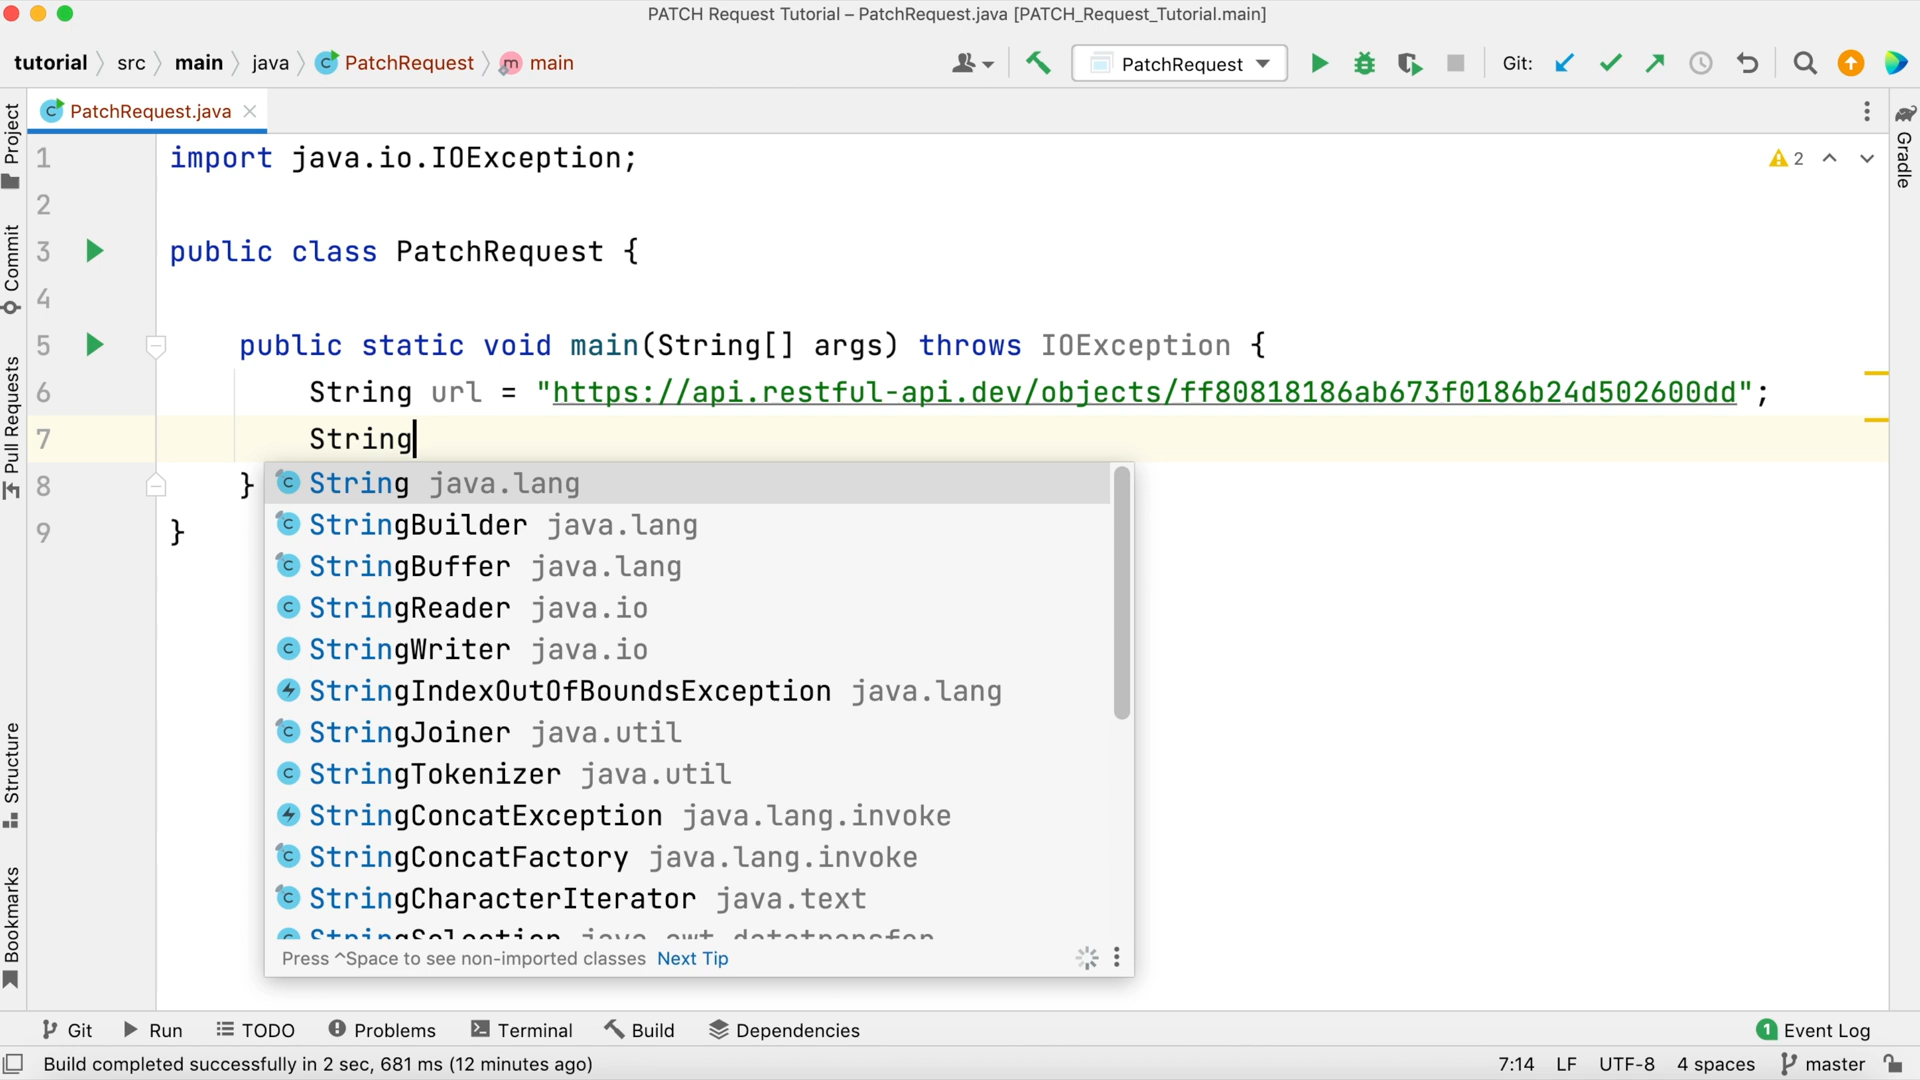 PATCH Request Tutorial – PatchRequest.java [PATCH_Request_Tutorial.main]
tutorial src main java PatchRequest m main
PatchRequest Git:
PatchRequest.java
Project
Commit
Pull Requests
Structure
Bookmarks
Gradle
2
1 import java.io.IOException;
2
3 public class PatchRequest {
4
5 public static void main(String[] args) throws IOException {
6 String url = "https://api.restful-api.dev/objects/ff80818186ab673f0186b24d502600dd";
7 String
8 }
9 }
String java.lang
StringBuilder java.lang
StringBuffer java.lang
StringReader java.io
StringWriter java.io
StringIndexOutOfBoundsException java.lang
StringJoiner java.util
StringTokenizer java.util
StringConcatException java.lang.invoke
StringConcatFactory java.lang.invoke
StringCharacterIterator java.text
StringSelection java.awt.datatransfer
Press ^Space to see non-imported classes Next Tip
Git Run TODO Problems Terminal Build Dependencies 1 Event Log
Build completed successfully in 2 sec, 681 ms (12 minutes ago) 7:14 LF UTF-8 4 spaces master